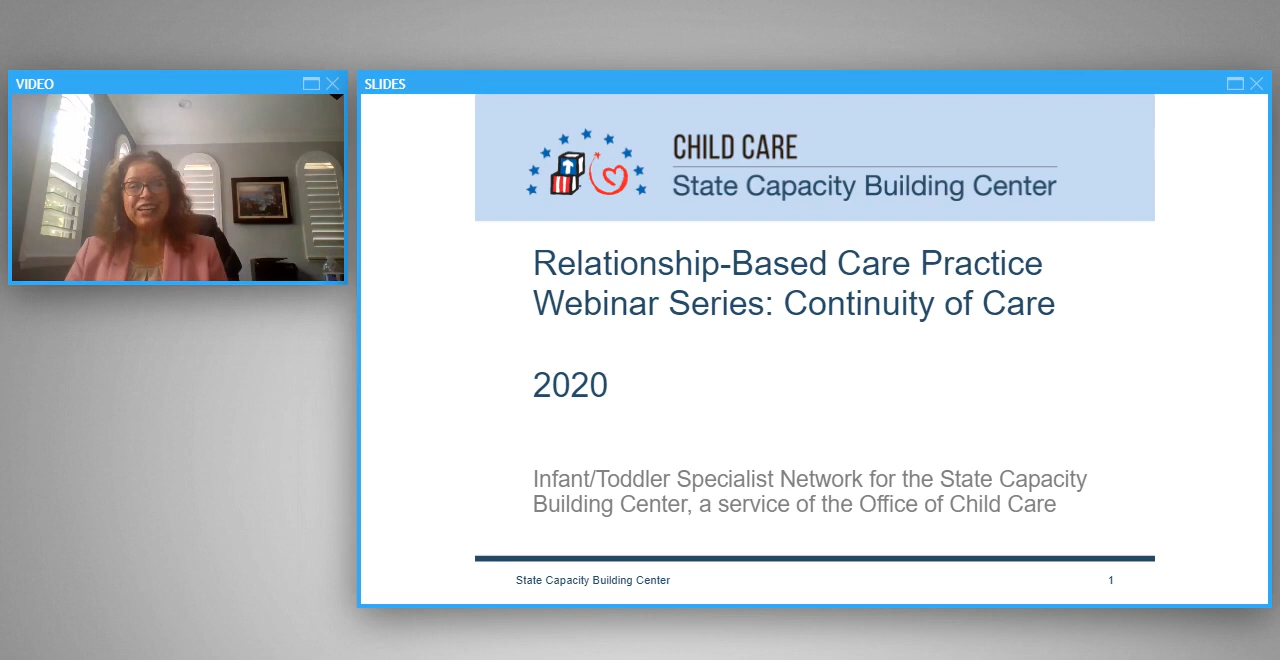 VIDEO
SLIDES
CHILD CARE
State Capacity Building Center
Relationship-Based Care Practice
Webinar Series: Continuity of Care
2020
Infant/Toddler Specialist Network for the State Capacity
Building Center, a service of the Office of Child Care
State Capacity Building Center
1